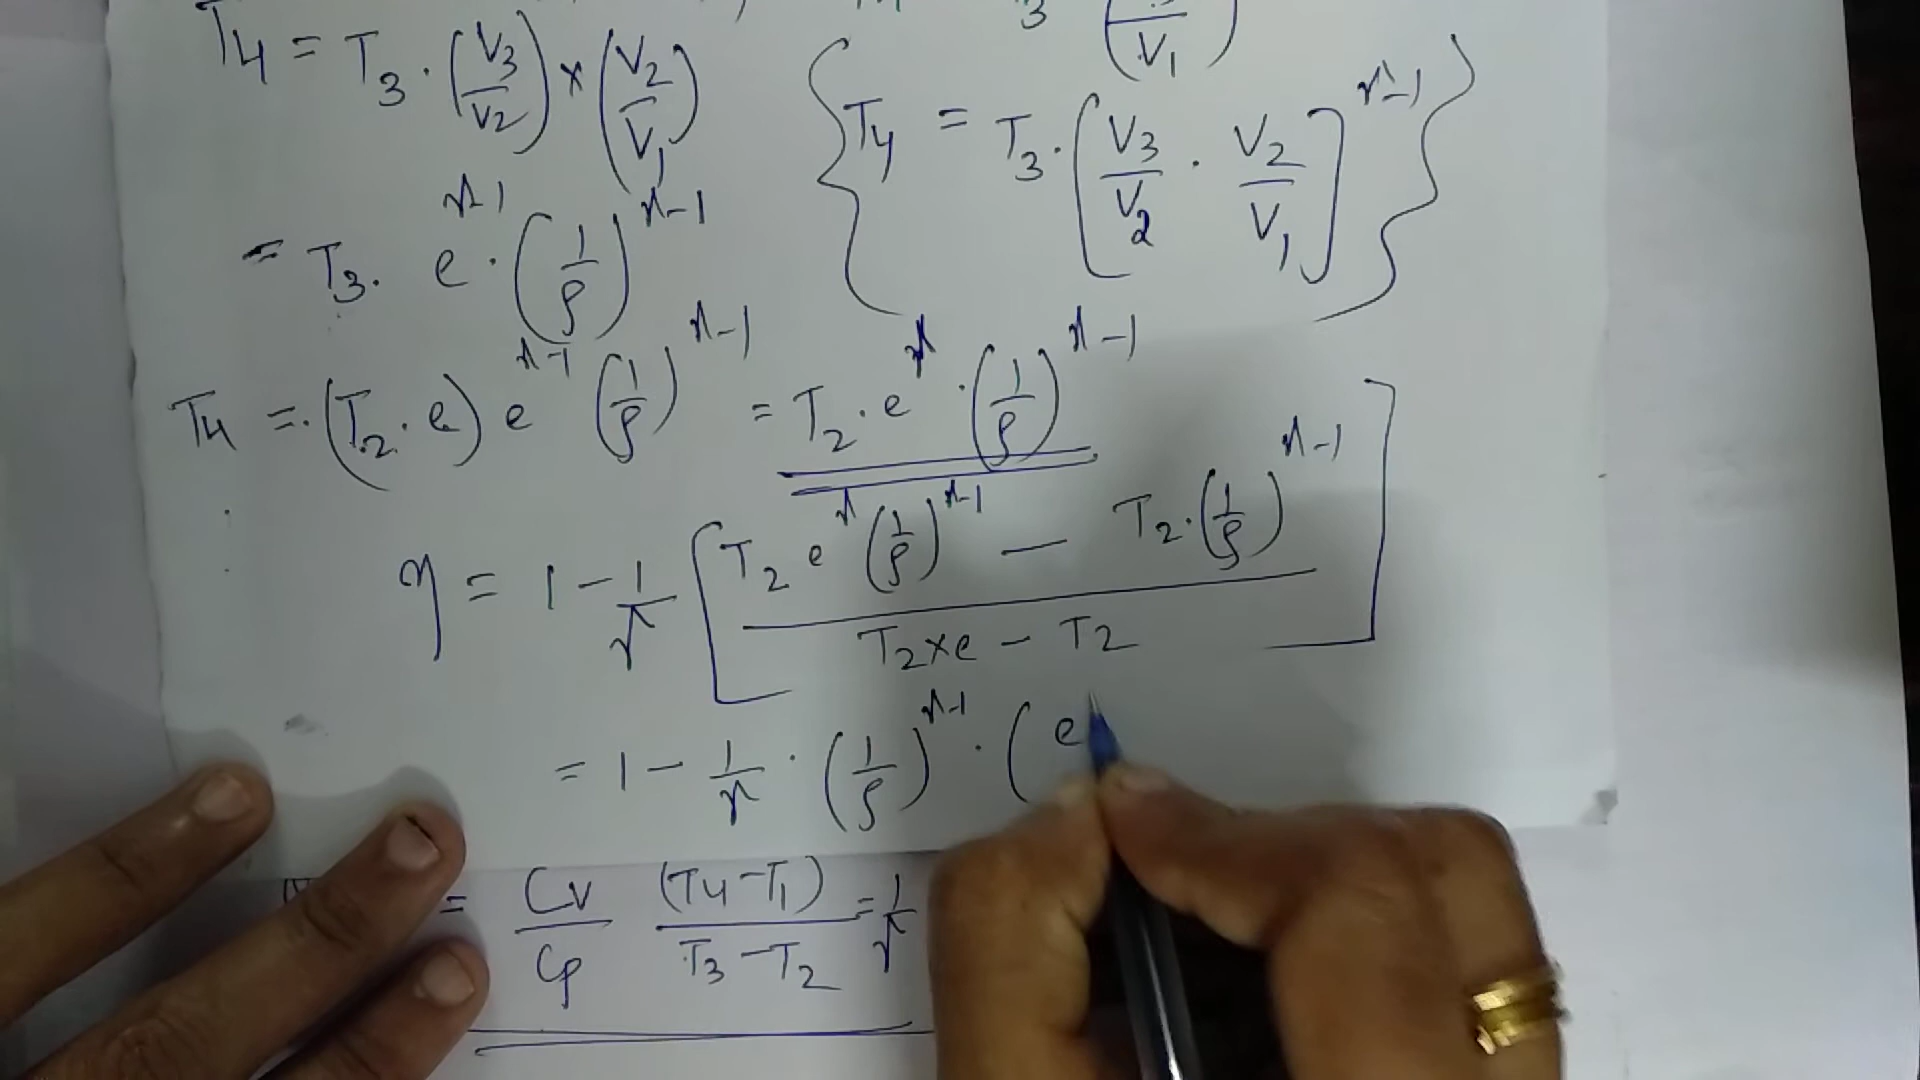 T4 = T3 · (V3/V2) × (V2/V1)
= T3 · e^(γ-1) · (1/ρ)^(γ-1)
{ T4 = T3 · [V3/V2 · V2/V1]^(γ-1) }
T4 = (T2 · e) e^(γ-1) (1/ρ)^(γ-1) = T2 · e^γ · (1/ρ)^(γ-1)
η = 1 - 1/γ [ (T2 e^γ (1/ρ)^(γ-1) - T2 · (1/ρ)^(γ-1)) / (T2 × e - T2) ]
= 1 - 1/γ · (1/ρ)^(γ-1) · (e
= Cv/Cp (T4 - T1)/(T3 - T2) = 1/γ